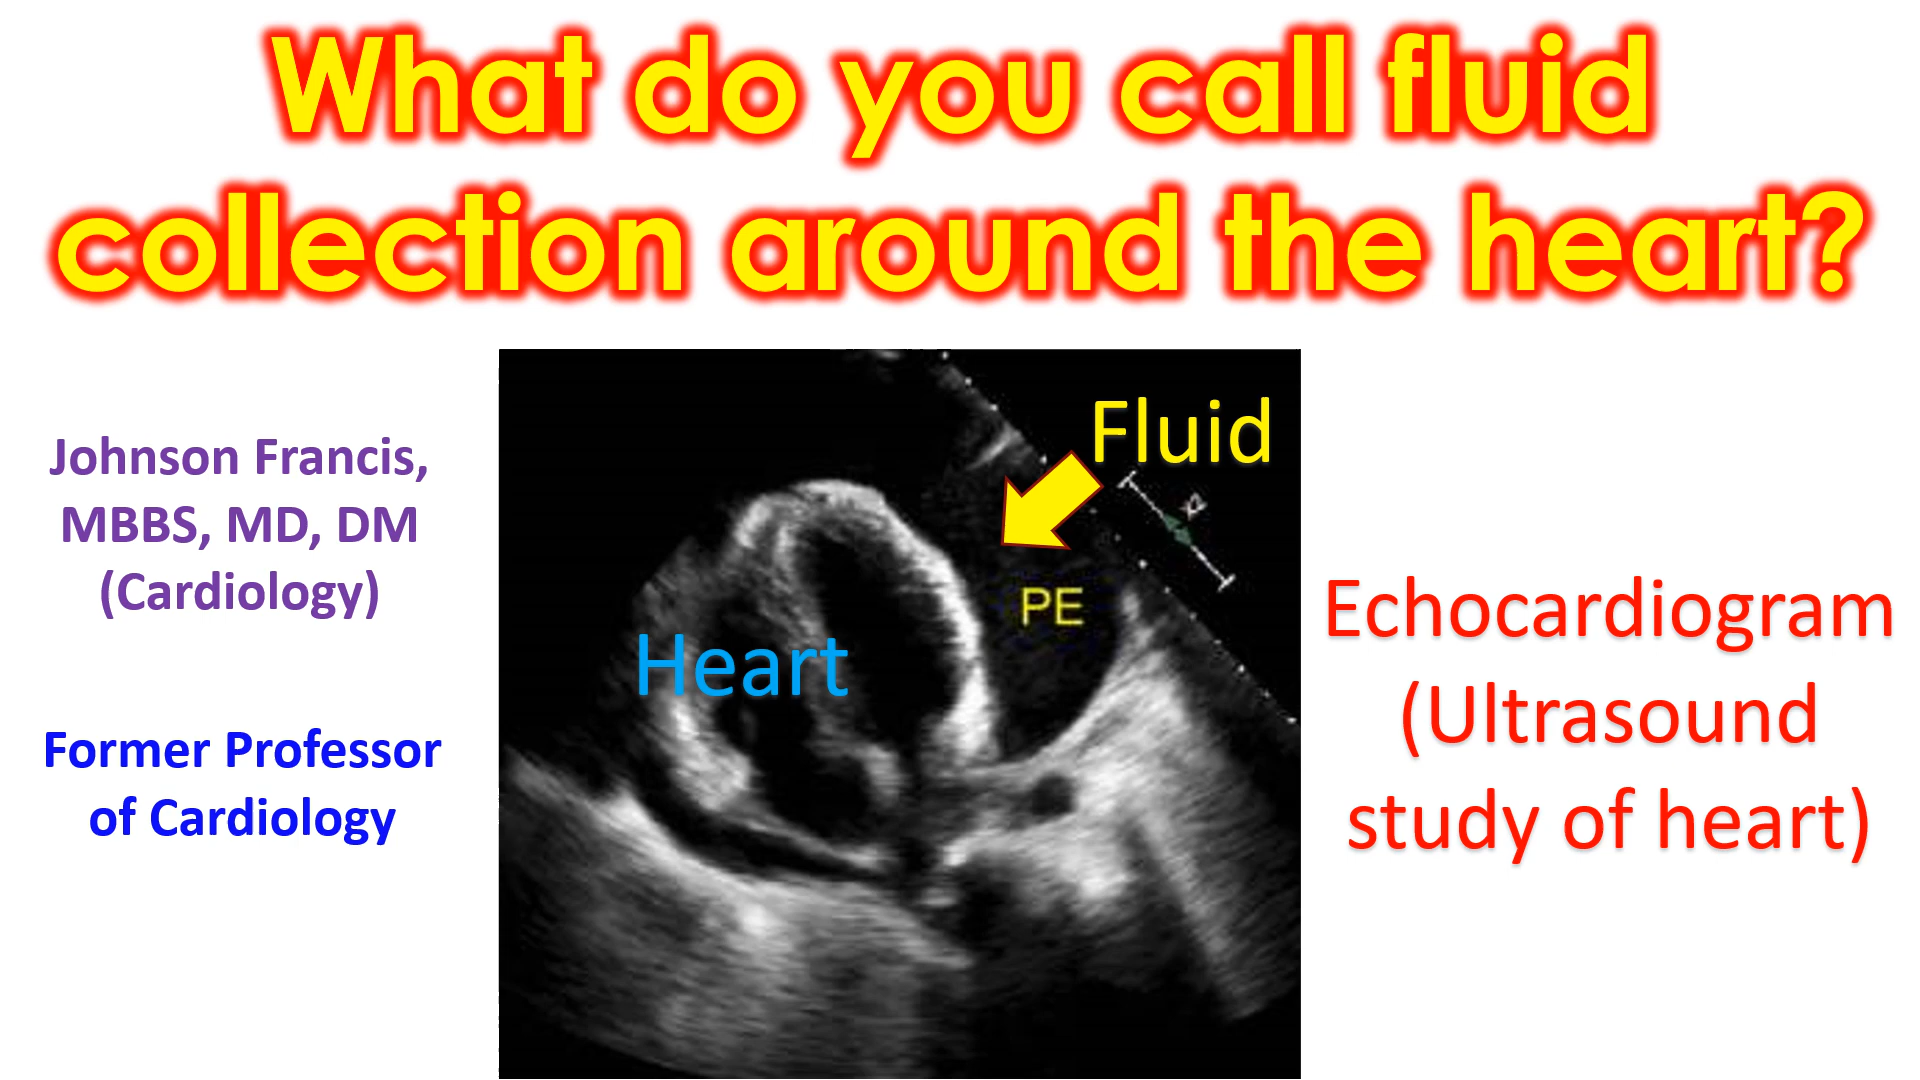 What do you call fluid
collection around the heart?
Johnson Francis,
MBBS, MD, DM
(Cardiology)
Former Professor
of Cardiology
Fluid
PE
Heart
Echocardiogram
(Ultrasound
study of heart)